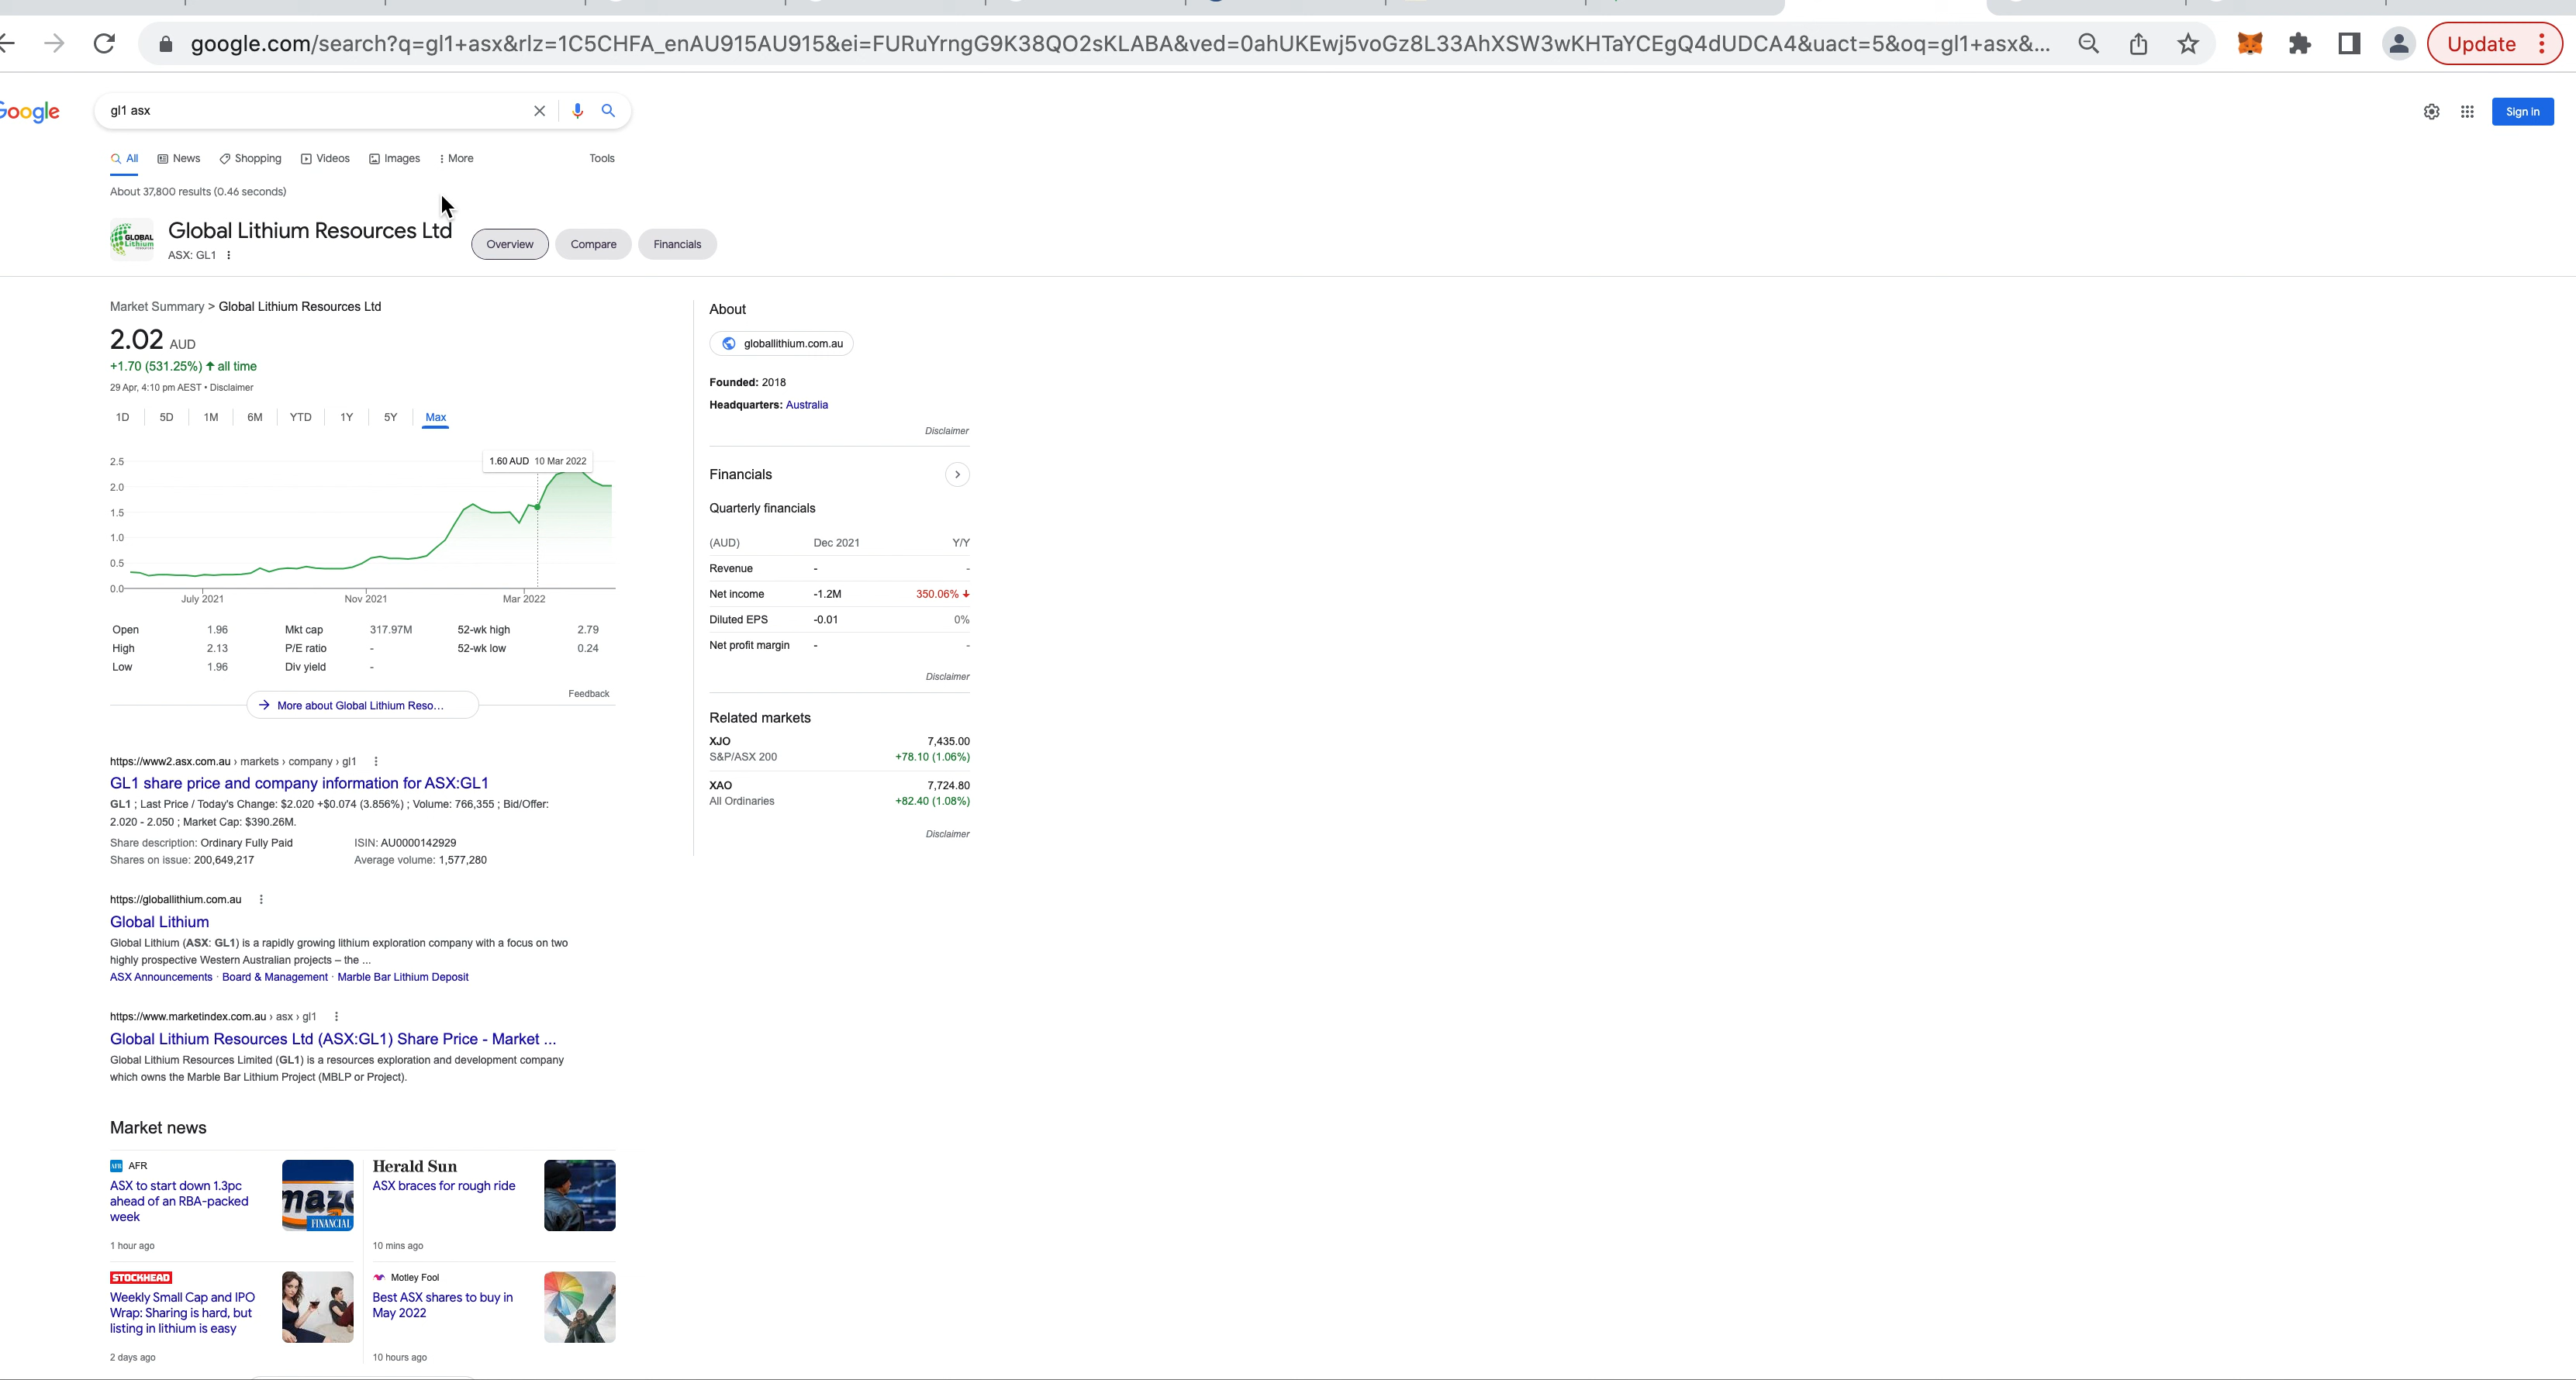 google.com/search?q=gl1+asx&rlz=1C5CHFA_enAU915AU915&ei=FURuYrngG9K38QO2sKLABA&ved=0ahUKEwj5voGz8L33AhXSW3wKHTaYCEgQ4dUDCA4&uact=5&oq=gl1+asx&...
Update
Google
gl1 asx
Sign in
All
News
Shopping
Videos
Images
More
Tools
About 37,800 results (0.46 seconds)
GLOBAL
Lithium
Global Lithium Resources Ltd
ASX: GL1
Overview
Compare
Financials
Market Summary > Global Lithium Resources Ltd
2.02 AUD
+1.70 (531.25%) ↑ all time
29 Apr, 4:10 pm AEST • Disclaimer
1D 5D 1M 6M YTD 1Y 5Y Max
1.60 AUD 10 Mar 2022
2.5
2.0
1.5
1.0
0.5
0.0
July 2021 Nov 2021 Mar 2022
Open 1.96 Mkt cap 317.97M 52-wk high 2.79
High 2.13 P/E ratio - 52-wk low 0.24
Low 1.96 Div yield -
Feedback
More about Global Lithium Reso...
https://www2.asx.com.au › markets › company › gl1
GL1 share price and company information for ASX:GL1
GL1 ; Last Price / Today's Change: $2.020 +$0.074 (3.856%) ; Volume: 766,355 ; Bid/Offer:
2.020 - 2.050 ; Market Cap: $390.26M.
Share description: Ordinary Fully Paid ISIN: AU0000142929
Shares on issue: 200,649,217 Average volume: 1,577,280
https://globallithium.com.au
Global Lithium
Global Lithium (ASX: GL1) is a rapidly growing lithium exploration company with a focus on two
highly prospective Western Australian projects – the ...
ASX Announcements · Board & Management · Marble Bar Lithium Deposit
https://www.marketindex.com.au › asx › gl1
Global Lithium Resources Ltd (ASX:GL1) Share Price - Market ...
Global Lithium Resources Limited (GL1) is a resources exploration and development company
which owns the Marble Bar Lithium Project (MBLP or Project).
Market news
AFR
ASX to start down 1.3pc
ahead of an RBA-packed
week
1 hour ago
mazo
FINANCIAL
Herald Sun
ASX braces for rough ride
10 mins ago
STOCKHEAD
Weekly Small Cap and IPO
Wrap: Sharing is hard, but
listing in lithium is easy
2 days ago
Motley Fool
Best ASX shares to buy in
May 2022
10 hours ago
About
globallithium.com.au
Founded: 2018
Headquarters: Australia
Disclaimer
Financials
Quarterly financials
(AUD) Dec 2021 Y/Y
Revenue - -
Net income -1.2M 350.06% ↓
Diluted EPS -0.01 0%
Net profit margin - -
Disclaimer
Related markets
XJO 7,435.00
S&P/ASX 200 +78.10 (1.06%)
XAO 7,724.80
All Ordinaries +82.40 (1.08%)
Disclaimer